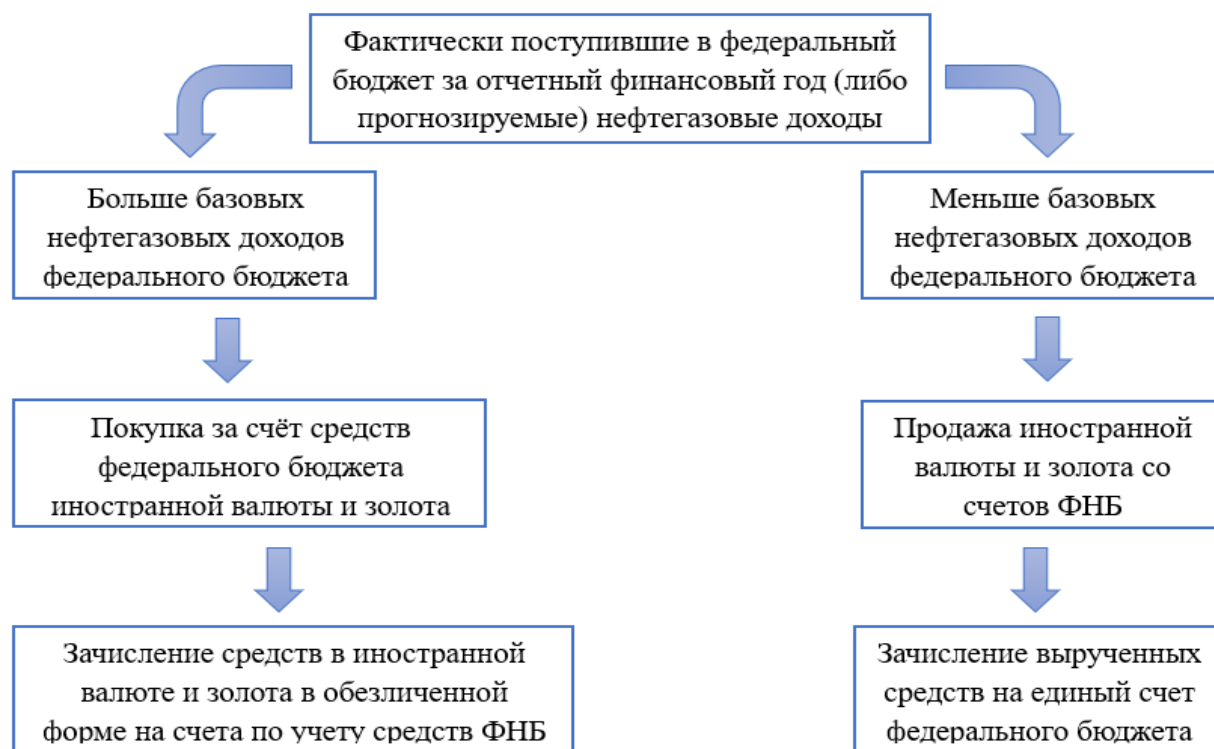 Фактически поступившие в федеральный
бюджет за отчетный финансовый год (либо
прогнозируемые) нефтегазовые доходы
Больше базовых
нефтегазовых доходов
федерального бюджета
Меньше базовых
нефтегазовых доходов
федерального бюджета
Покупка за счёт средств
федерального бюджета
иностранной валюты и золота
Продажа иностранной
валюты и золота со
счетов ФНБ
Зачисление средств в иностранной
валюте и золота в обезличенной
форме на счета по учету средств ФНБ
Зачисление вырученных
средств на единый счет
федерального бюджета